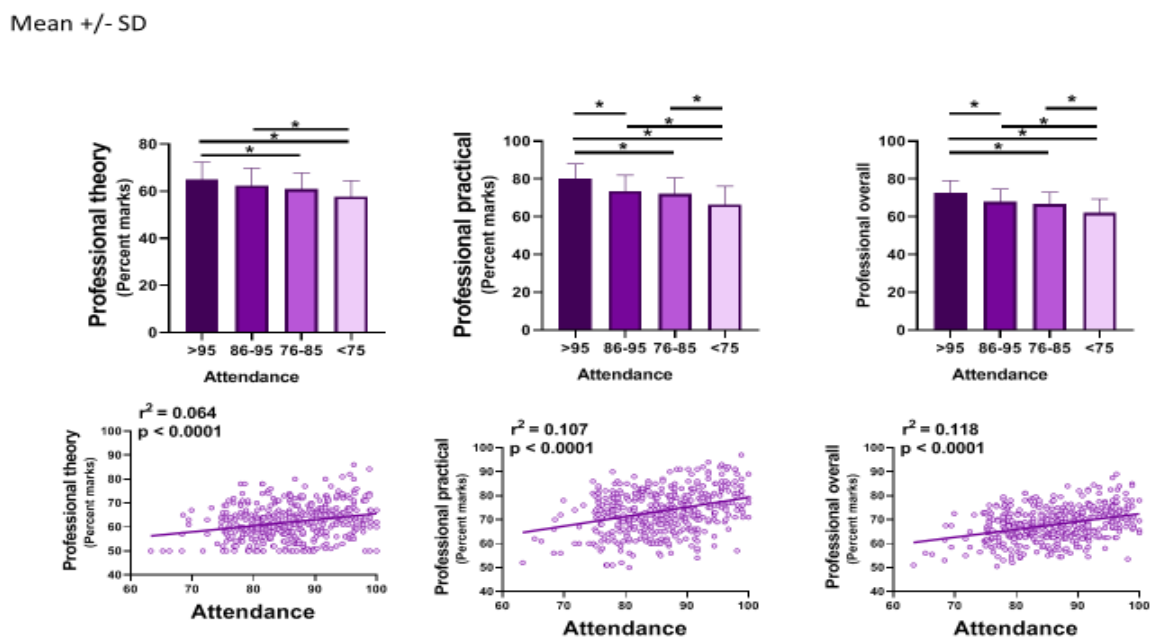 Mean +/- SD
* * *
Professional theory
(Percent marks)
80
60
40
20
0
>95 86-95 76-85 <75
Attendance
* * * * *
Professional practical
(Percent marks)
100
80
60
40
20
0
>95 86-95 76-85 <75
Attendance
* * * * *
Professional overall
(Percent marks)
100
80
60
40
20
0
>95 86-95 76-85 <75
Attendance
r² = 0.064
p < 0.0001
Professional theory
(Percent marks)
100
90
80
70
60
50
40
60 70 80 90 100
Attendance
r² = 0.107
p < 0.0001
Professional practical
(Percent marks)
100
90
80
70
60
50
40
60 70 80 90 100
Attendance
r² = 0.118
p < 0.0001
Professional overall
(Percent marks)
100
90
80
70
60
50
40
60 70 80 90 100
Attendance